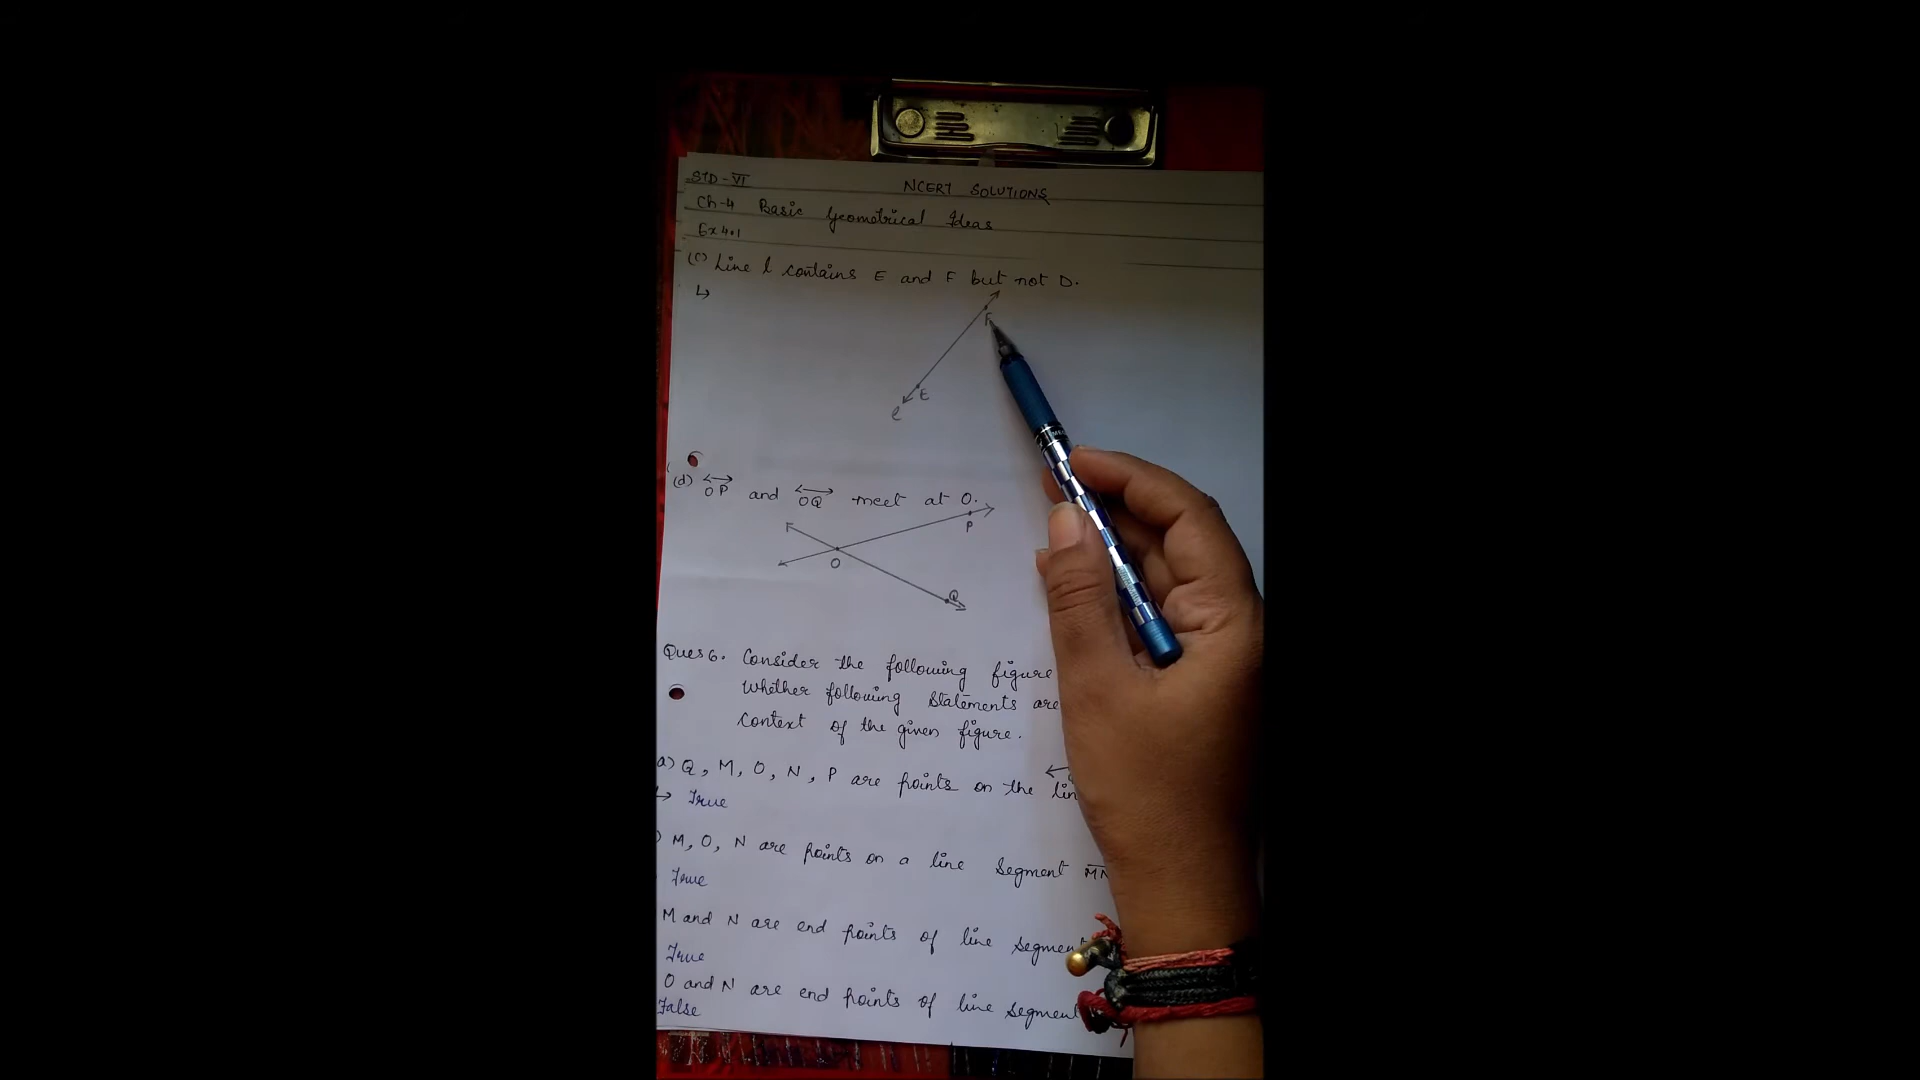 STD-VI
NCERT SOLUTIONS
Ch-4 Basic Geometrical Ideas
Ex 4.1
(c) Line l contains E and F but not D.
↳
F
E
l
(d) OP and OQ meet at O.
P
O
Q
Ques 6. Consider the following figure
Whether following statements are
Context of the given figure.
a) Q, M, O, N, P are points on the
↳ True
) M, O, N are points on a line Segment
True
M and N are end points of line segment
True
O and N are end points of line segment
False